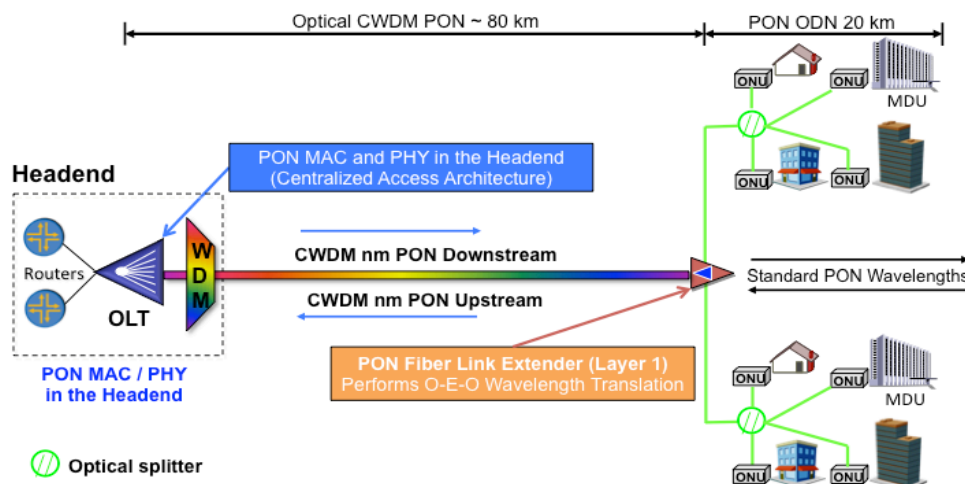 Optical CWDM PON ~ 80 km
PON ODN 20 km
ONU
ONU
MDU
PON MAC and PHY in the Headend
(Centralized Access Architecture)
ONU
ONU
Headend
Routers
OLT
WDM
CWDM nm PON Downstream
CWDM nm PON Upstream
Standard PON Wavelengths
PON Fiber Link Extender (Layer 1)
Performs O-E-O Wavelength Translation
PON MAC / PHY
in the Headend
ONU
ONU
MDU
ONU
ONU
Optical splitter